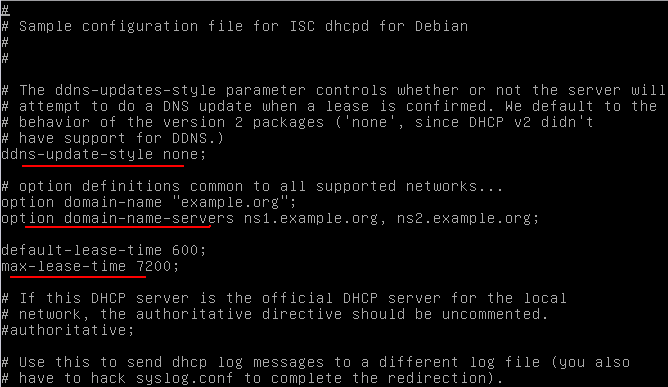 #
# Sample configuration file for ISC dhcpd for Debian
#
#
# The ddns-updates-style parameter controls whether or not the server will
# attempt to do a DNS update when a lease is confirmed. We default to the
# behavior of the version 2 packages ('none', since DHCP v2 didn't
# have support for DDNS.)
ddns-update-style none;
# option definitions common to all supported networks...
option domain-name "example.org";
option domain-name-servers ns1.example.org, ns2.example.org;
default-lease-time 600;
max-lease-time 7200;
# If this DHCP server is the official DHCP server for the local
# network, the authoritative directive should be uncommented.
#authoritative;
# Use this to send dhcp log messages to a different log file (you also
# have to hack syslog.conf to complete the redirection).